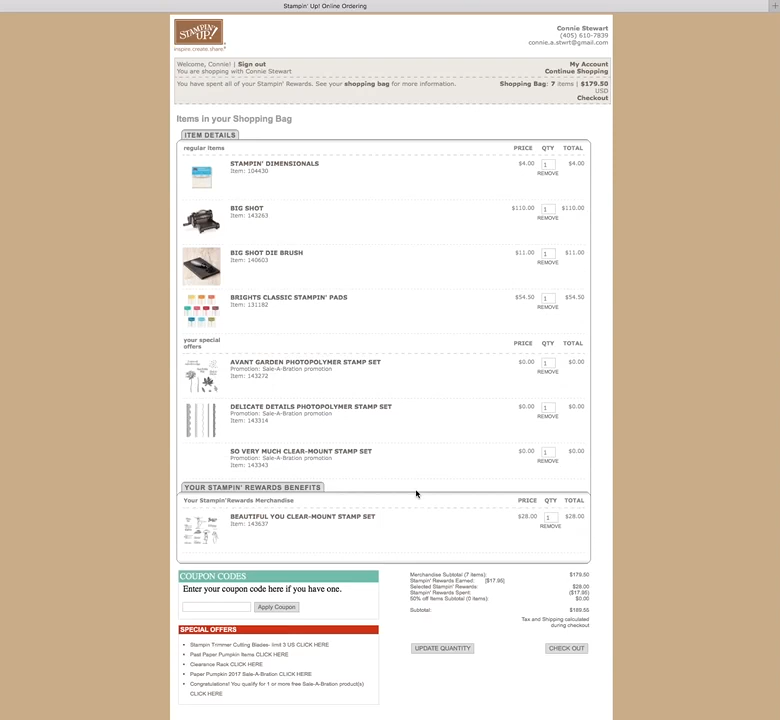 Stampin' Up! Online Ordering
STAMPIN' UP!
inspire.create.share
Connie Stewart
(405) 610-7839
connie.a.stwrt@gmail.com
Welcome, Connie! | Sign out
You are shopping with Connie Stewart
My Account
Continue Shopping
You have spent all of your Stampin' Rewards. See your shopping bag for more information.
Shopping Bag: 7 items | $179.50
USD
Checkout
Items in your Shopping Bag
ITEM DETAILS
regular items PRICE QTY TOTAL
STAMPIN' DIMENSIONALS $4.00 1 $4.00
Item: 104430 REMOVE
BIG SHOT $110.00 1 $110.00
Item: 143263 REMOVE
BIG SHOT DIE BRUSH $11.00 1 $11.00
Item: 140603 REMOVE
BRIGHTS CLASSIC STAMPIN' PADS $54.50 1 $54.50
Item: 131182 REMOVE
your special
offers PRICE QTY TOTAL
AVANT GARDEN PHOTOPOLYMER STAMP SET $0.00 1 $0.00
Promotion: Sale-A-Bration promotion REMOVE
Item: 143272
DELICATE DETAILS PHOTOPOLYMER STAMP SET $0.00 1 $0.00
Promotion: Sale-A-Bration promotion REMOVE
Item: 143314
SO VERY MUCH CLEAR-MOUNT STAMP SET $0.00 1 $0.00
Promotion: Sale-A-Bration promotion REMOVE
Item: 143343
YOUR STAMPIN' REWARDS BENEFITS
Your Stampin'Rewards Merchandise PRICE QTY TOTAL
BEAUTIFUL YOU CLEAR-MOUNT STAMP SET $28.00 1 $28.00
Item: 143637 REMOVE
COUPON CODES
Enter your coupon code here if you have one.
Apply Coupon
SPECIAL OFFERS
Stampin Trimmer Cutting Blades- limit 3 US CLICK HERE
Past Paper Pumpkin Items CLICK HERE
Clearance Rack CLICK HERE
Paper Pumpkin 2017 Sale-A-Bration CLICK HERE
Congratulations! You qualify for 1 or more free Sale-A-Bration product(s)
CLICK HERE
Merchandise Subtotal (7 items): $179.50
Stampin' Rewards Earned: [$17.95]
Selected Stampin' Rewards: $28.00
Stampin' Rewards Spent: ($17.95)
50% off Items Subtotal (0 items): $0.00
Subtotal: $189.55
Tax and Shipping calculated
during checkout
UPDATE QUANTITY
CHECK OUT